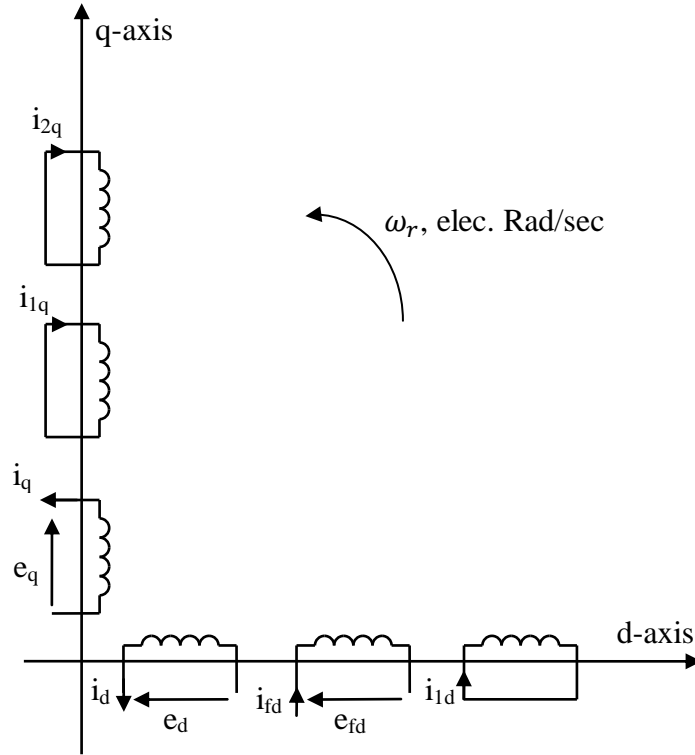 q-axis
i2q
ωr, elec. Rad/sec
i1q
iq
eq
d-axis
id
ed
ifd
efd
i1d